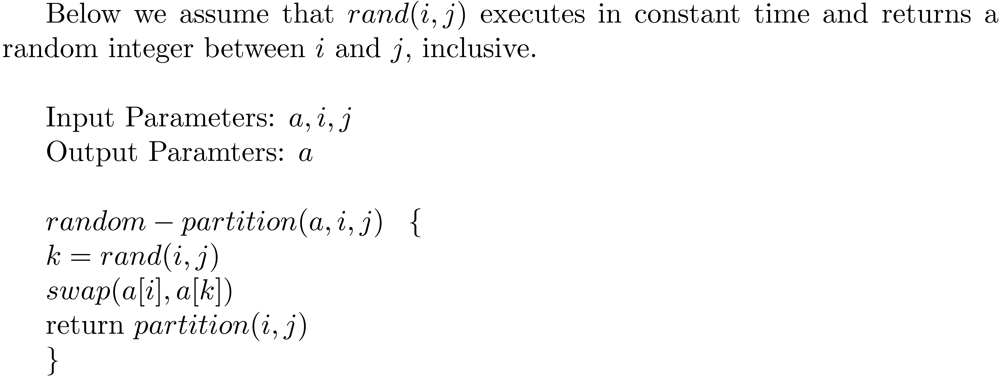 Below we assume that rand(i, j) executes in constant time and returns a
random integer between i and j, inclusive.
Input Parameters: a, i, j
Output Paramters: a
random − partition(a, i, j) {
k = rand(i, j)
swap(a[i], a[k])
return partition(i, j)
}